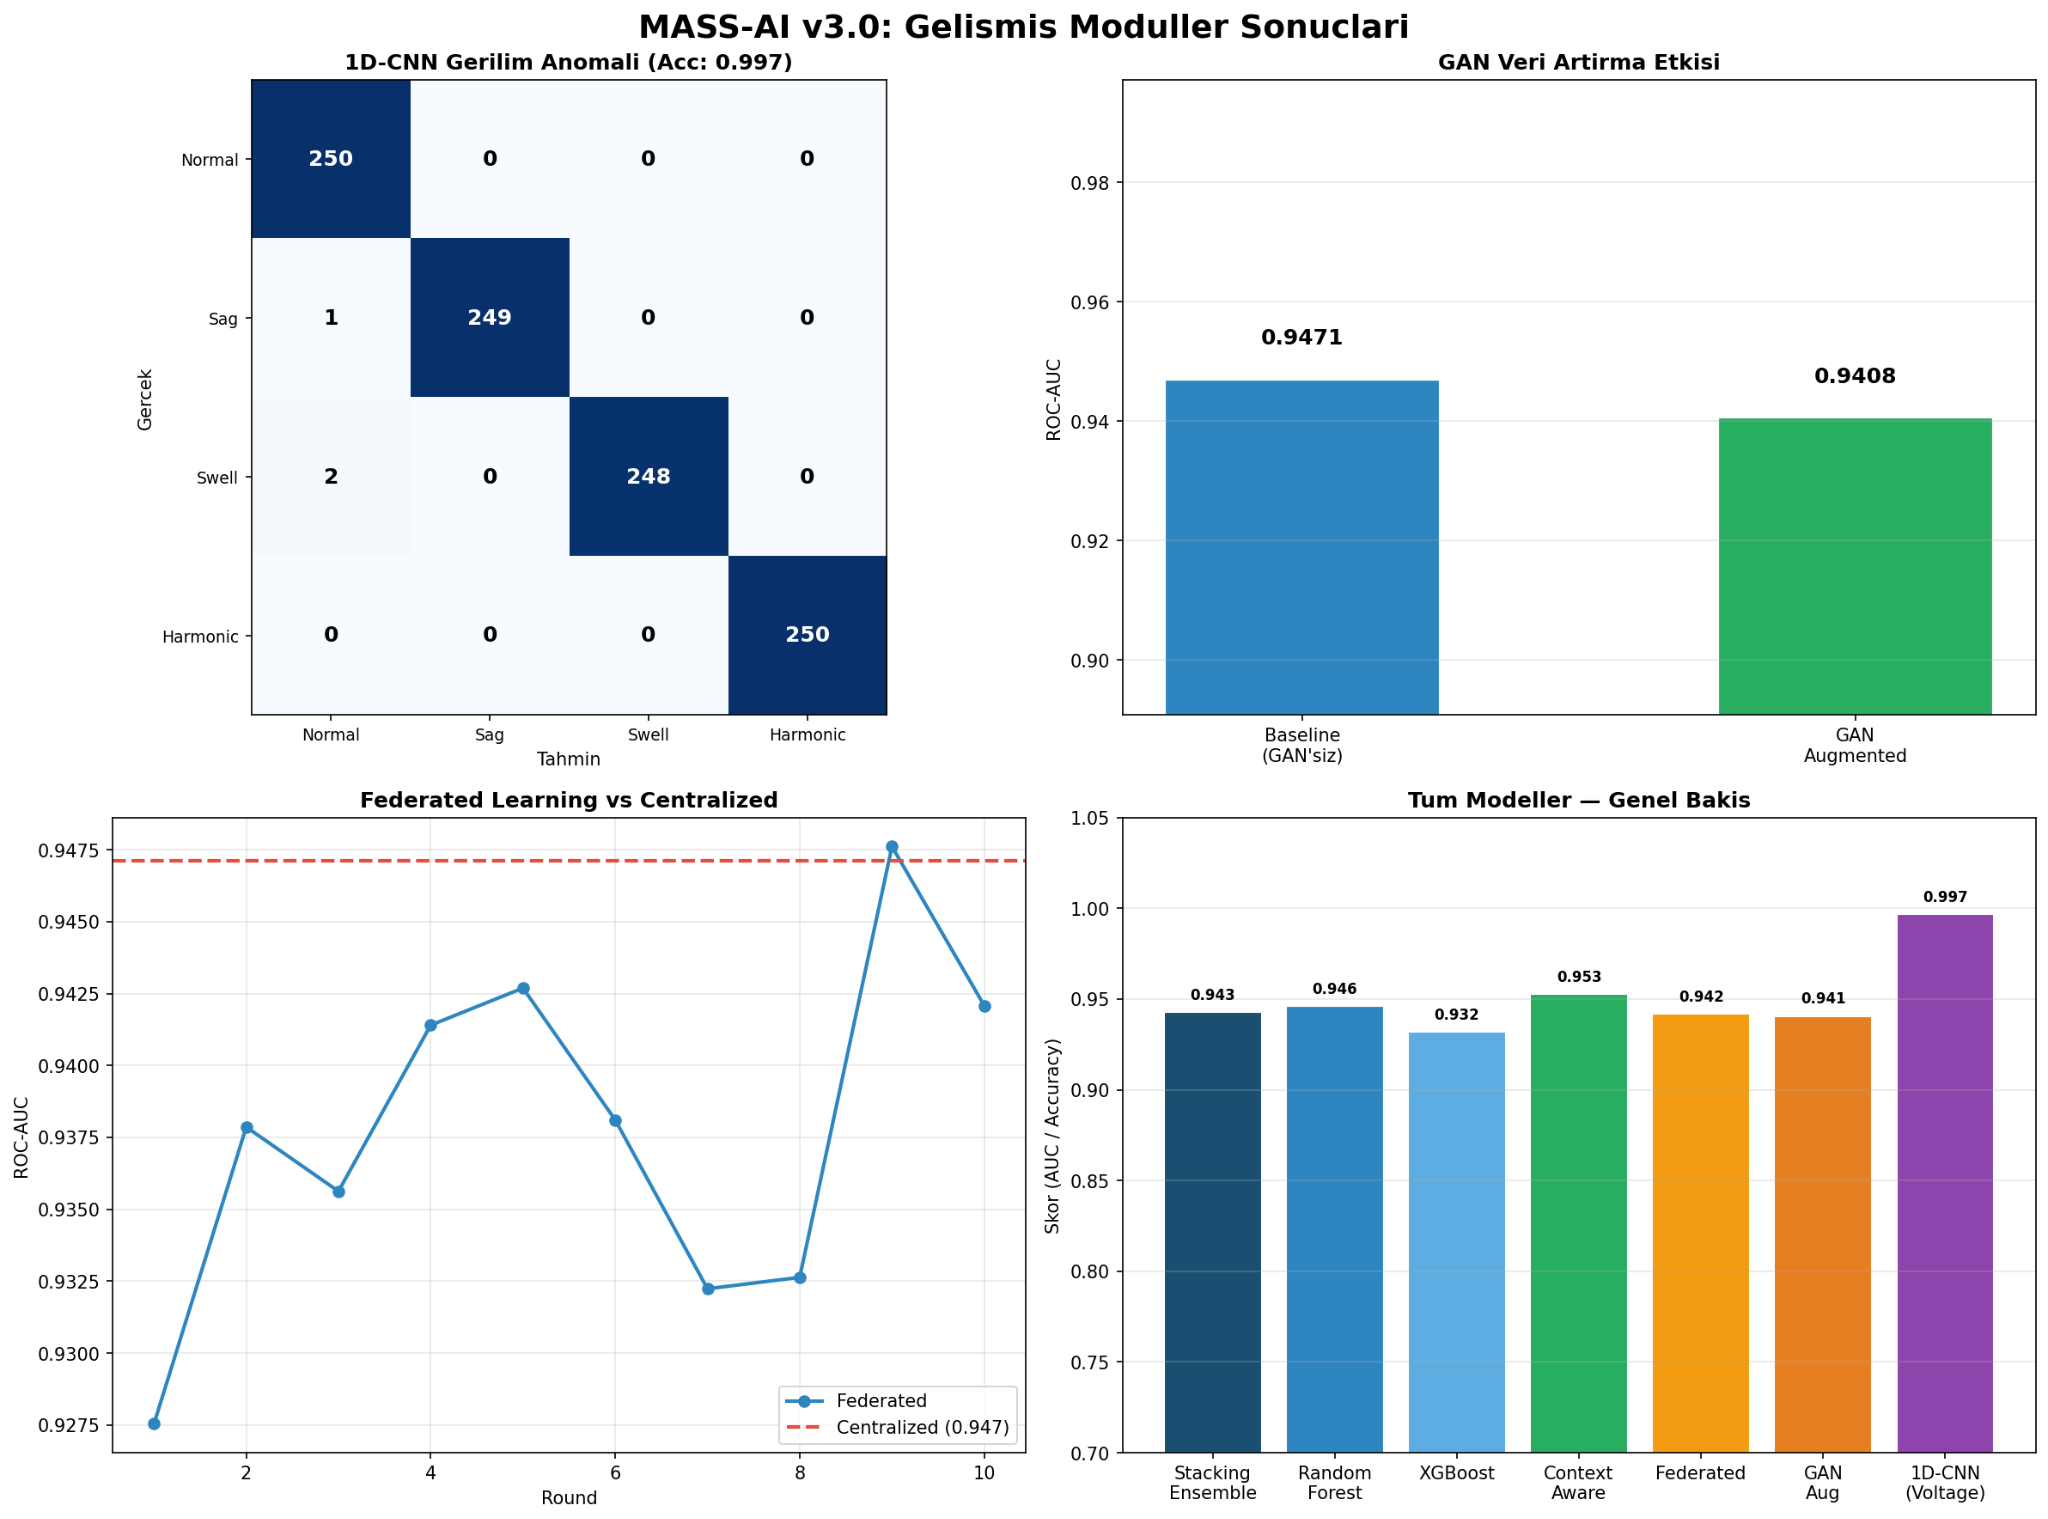 MASS-AI v3.0: Gelismis Moduller Sonuclari
1D-CNN Gerilim Anomali (Acc: 0.997)
Gercek
Normal
250 0 0 0
Sag
1 249 0 0
Swell
2 0 248 0
Harmonic
0 0 0 250
Normal Sag Swell Harmonic
Tahmin
GAN Veri Artirma Etkisi
ROC-AUC
0.98
0.96
0.94
0.92
0.90
0.9471
0.9408
Baseline
(GAN'siz)
GAN
Augmented
Federated Learning vs Centralized
ROC-AUC
0.9475
0.9450
0.9425
0.9400
0.9375
0.9350
0.9325
0.9300
0.9275
Federated
Centralized (0.947)
2 4 6 8 10
Round
Tum Modeller — Genel Bakis
Skor (AUC / Accuracy)
1.05
1.00
0.95
0.90
0.85
0.80
0.75
0.70
0.943
0.946
0.932
0.953
0.942
0.941
0.997
Stacking
Ensemble
Random
Forest
XGBoost
Context
Aware
Federated
GAN
Aug
1D-CNN
(Voltage)